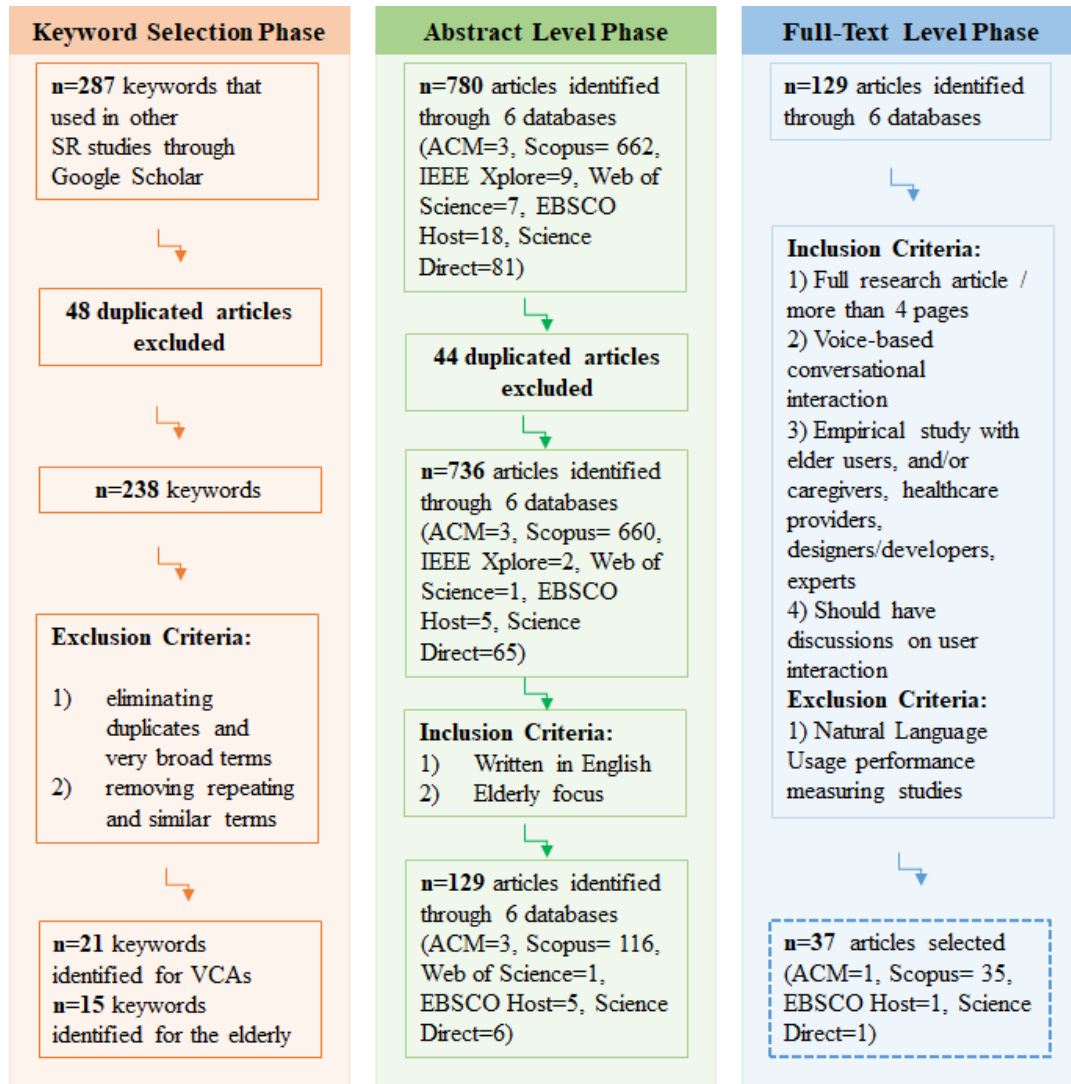 Keyword Selection Phase
n=287 keywords that
used in other
SR studies through
Google Scholar
48 duplicated articles
excluded
n=238 keywords
Exclusion Criteria:
1) eliminating
duplicates and
very broad terms
2) removing repeating
and similar terms
n=21 keywords
identified for VCAs
n=15 keywords
identified for the elderly
Abstract Level Phase
n=780 articles identified
through 6 databases
(ACM=3, Scopus= 662,
IEEE Xplore=9, Web of
Science=7, EBSCO
Host=18, Science
Direct=81)
44 duplicated articles
excluded
n=736 articles identified
through 6 databases
(ACM=3, Scopus= 660,
IEEE Xplore=2, Web of
Science=1, EBSCO
Host=5, Science
Direct=65)
Inclusion Criteria:
1) Written in English
2) Elderly focus
n=129 articles identified
through 6 databases
(ACM=3, Scopus= 116,
Web of Science=1,
EBSCO Host=5, Science
Direct=6)
Full-Text Level Phase
n=129 articles identified
through 6 databases
Inclusion Criteria:
1) Full research article /
more than 4 pages
2) Voice-based
conversational
interaction
3) Empirical study with
elder users, and/or
caregivers, healthcare
providers,
designers/developers,
experts
4) Should have
discussions on user
interaction
Exclusion Criteria:
1) Natural Language
Usage performance
measuring studies
n=37 articles selected
(ACM=1, Scopus= 35,
EBSCO Host=1, Science
Direct=1)